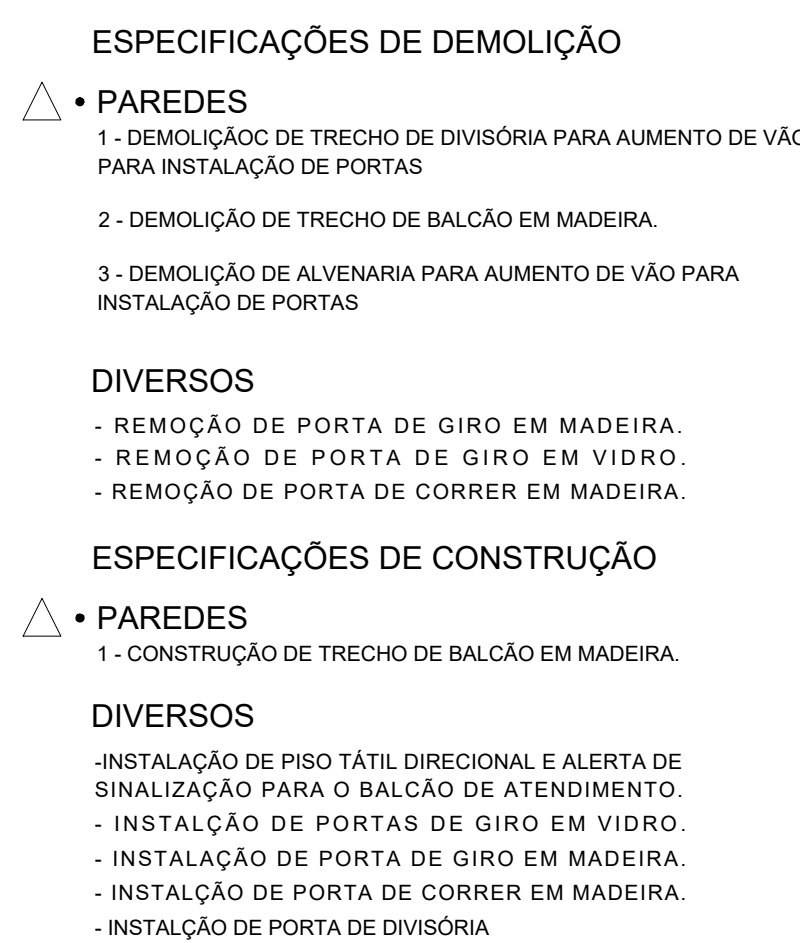 ESPECIFICAÇÕES DE DEMOLIÇÃO
• PAREDES
1 - DEMOLIÇÃOC DE TRECHO DE DIVISÓRIA PARA AUMENTO DE VÃO
PARA INSTALAÇÃO DE PORTAS
2 - DEMOLIÇÃO DE TRECHO DE BALCÃO EM MADEIRA.
3 - DEMOLIÇÃO DE ALVENARIA PARA AUMENTO DE VÃO PARA
INSTALAÇÃO DE PORTAS
DIVERSOS
- REMOÇÃO DE PORTA DE GIRO EM MADEIRA.
- REMOÇÃO DE PORTA DE GIRO EM VIDRO.
- REMOÇÃO DE PORTA DE CORRER EM MADEIRA.
ESPECIFICAÇÕES DE CONSTRUÇÃO
• PAREDES
1 - CONSTRUÇÃO DE TRECHO DE BALCÃO EM MADEIRA.
DIVERSOS
-INSTALAÇÃO DE PISO TÁTIL DIRECIONAL E ALERTA DE
SINALIZAÇÃO PARA O BALCÃO DE ATENDIMENTO.
- INSTALÇÃO DE PORTAS DE GIRO EM VIDRO.
- INSTALAÇÃO DE PORTA DE GIRO EM MADEIRA.
- INSTALÇÃO DE PORTA DE CORRER EM MADEIRA.
- INSTALÇÃO DE PORTA DE DIVISÓRIA